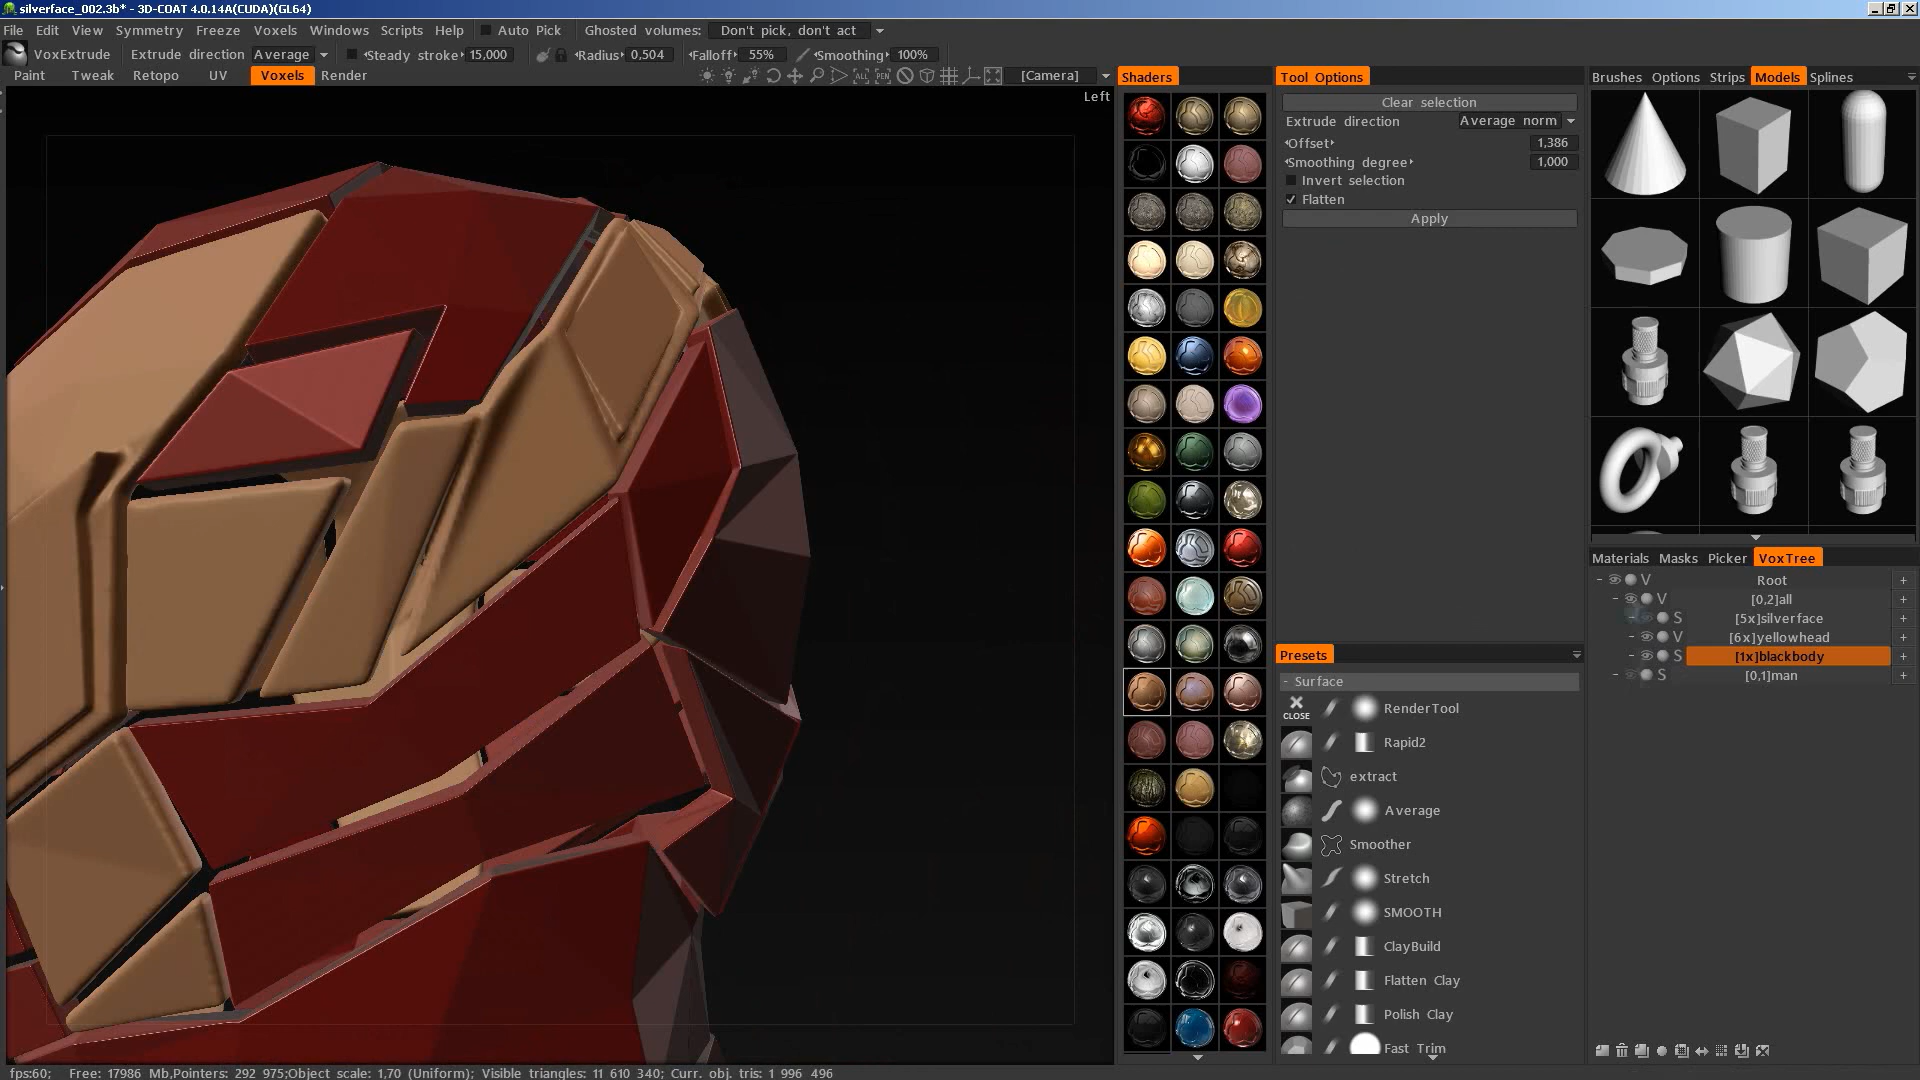 silverface_002.3b* - 3D-COAT 4.0.14A(CUDA)(GL64)
File Edit View Symmetry Freeze Voxels Windows Scripts Help Auto Pick Ghosted volumes: Don't pick, don't act
VoxExtrude Extrude direction Average Steady stroke 15,000 Radius 0,504 Falloff 55% Smoothing 100%
Paint Tweak Retopo UV Voxels Render ALL PEN [Camera]
Left
Shaders
Tool Options
Clear selection
Extrude direction Average norm
Offset 1,386
Smoothing degree 1,000
Invert selection
Flatten
Apply
Presets
- Surface
CLOSE RenderTool
Rapid2
extract
Average
Smoother
Stretch
SMOOTH
ClayBuild
Flatten Clay
Polish Clay
Fast Trim
Brushes Options Strips Models Splines
Materials Masks Picker VoxTree
- V Root +
- V [0,2]all +
S [5x]silverface +
- V [6x]yellowhead +
- S [1x]blackbody +
- S [0,1]man +
fps:60; Free: 17986 Mb,Pointers: 292 975;Object scale: 1,70 (Uniform); Visible triangles: 11 610 340; Curr. obj. tris: 1 996 496